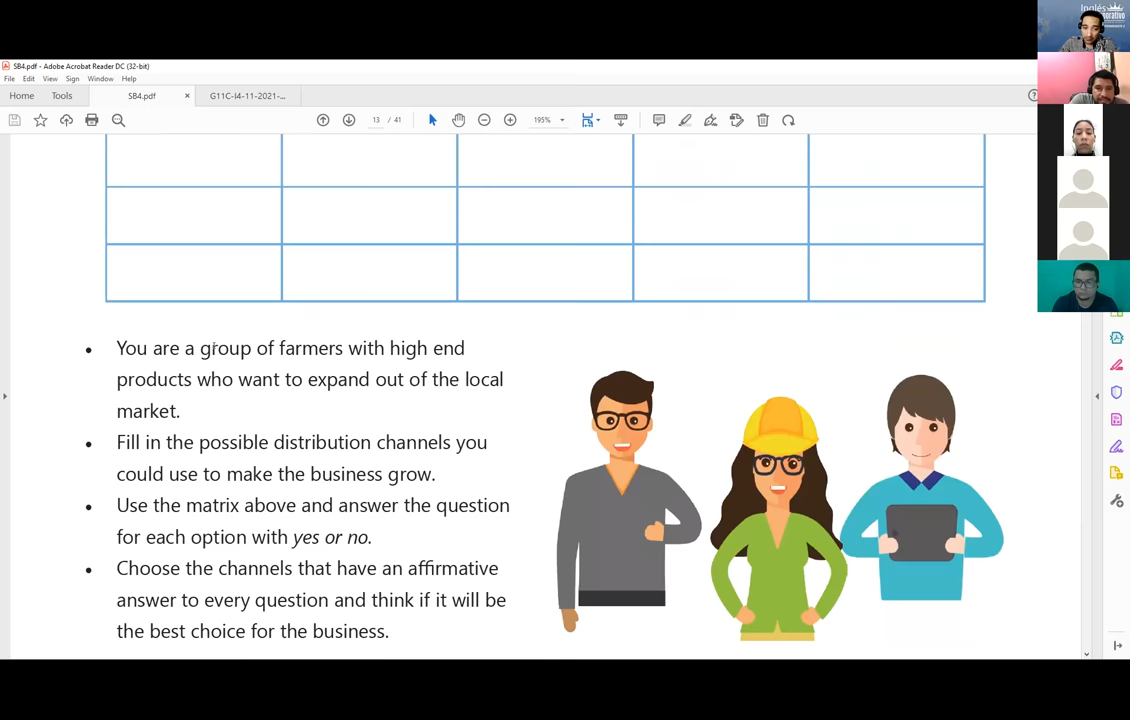 Inglés
orativo
SB4.pdf - Adobe Acrobat Reader DC (32-bit)
File Edit View Sign Window Help
Home Tools SB4.pdf × G11C-I4-11-2021-...
13 / 41 195%
You are a group of farmers with high end
products who want to expand out of the local
market.
Fill in the possible distribution channels you
could use to make the business grow.
Use the matrix above and answer the question
for each option with yes or no.
Choose the channels that have an affirmative
answer to every question and think if it will be
the best choice for the business.